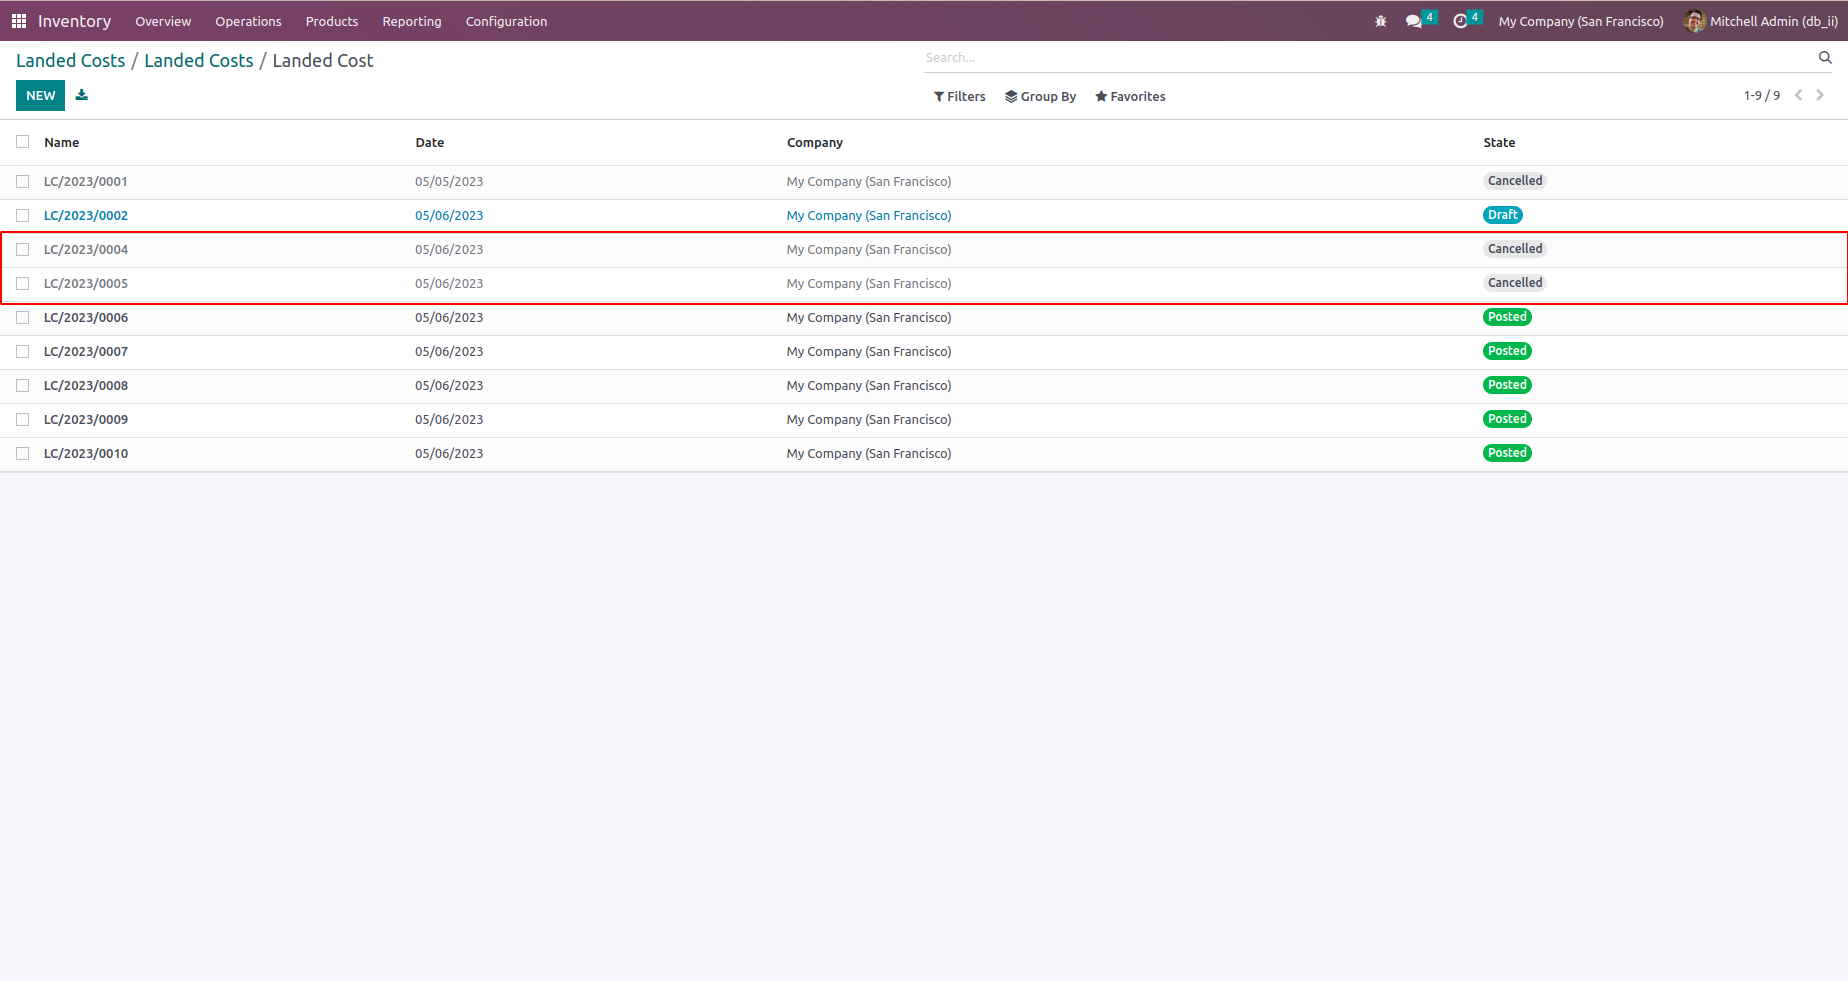 Inventory Overview Operations Products Reporting Configuration 4 4 My Company (San Francisco) Mitchell Admin (db_ii)
Landed Costs / Landed Costs / Landed Cost Search...
NEW Filters Group By Favorites 1-9 / 9
Name Date Company State
LC/2023/0001 05/05/2023 My Company (San Francisco) Cancelled
LC/2023/0002 05/06/2023 My Company (San Francisco) Draft
LC/2023/0004 05/06/2023 My Company (San Francisco) Cancelled
LC/2023/0005 05/06/2023 My Company (San Francisco) Cancelled
LC/2023/0006 05/06/2023 My Company (San Francisco) Posted
LC/2023/0007 05/06/2023 My Company (San Francisco) Posted
LC/2023/0008 05/06/2023 My Company (San Francisco) Posted
LC/2023/0009 05/06/2023 My Company (San Francisco) Posted
LC/2023/0010 05/06/2023 My Company (San Francisco) Posted